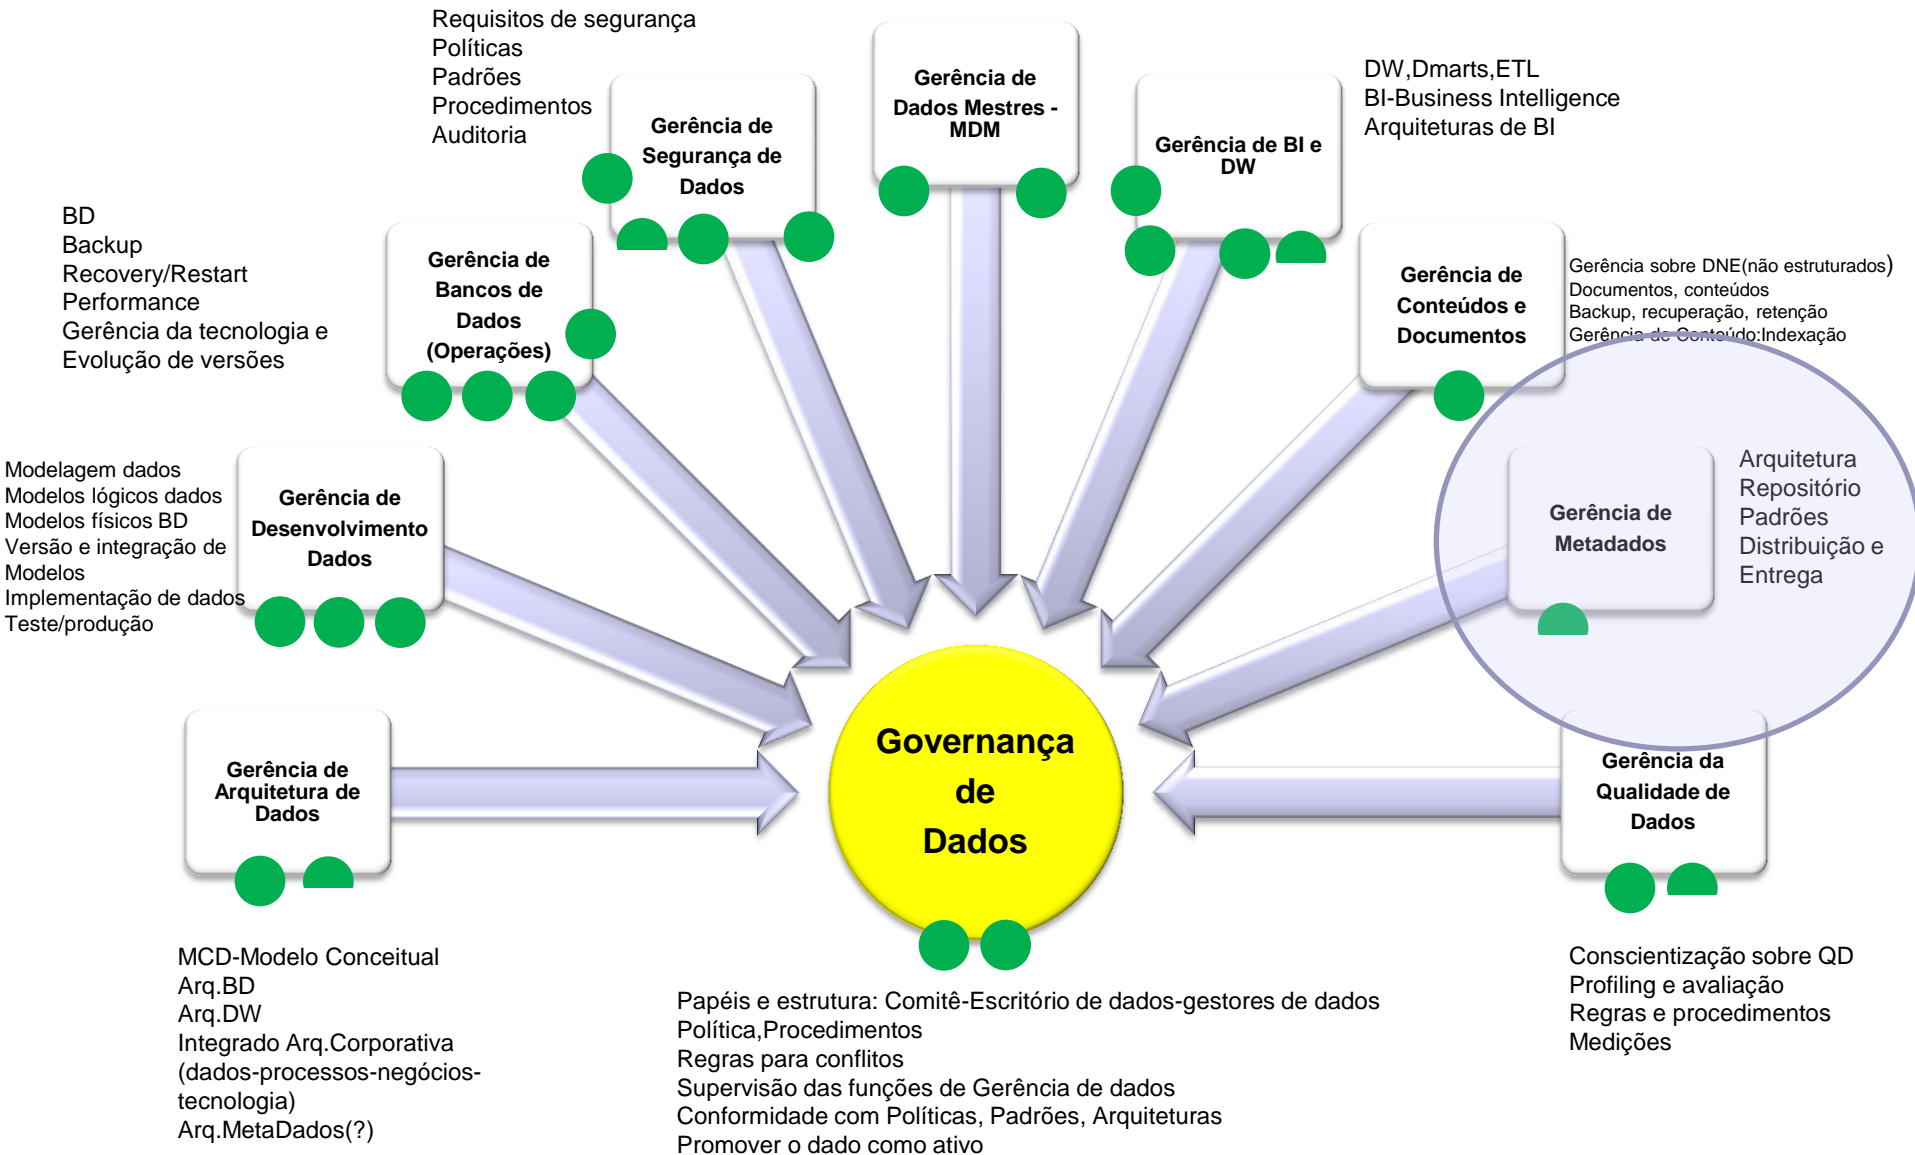 Requisitos de segurança
Políticas
Padrões
Procedimentos
Auditoria
Gerência de
Segurança de
Dados
Gerência de
Dados Mestres -
MDM
Gerência de BI e
DW
DW,Dmarts,ETL
BI-Business Intelligence
Arquiteturas de BI
BD
Backup
Recovery/Restart
Performance
Gerência da tecnologia e
Evolução de versões
Gerência de
Bancos de
Dados
(Operações)
Gerência de
Conteúdos e
Documentos
Gerência sobre DNE(não estruturados)
Documentos, conteúdos
Backup, recuperação, retenção
Gerência de Conteúdo:Indexação
Modelagem dados
Modelos lógicos dados
Modelos físicos BD
Versão e integração de
Modelos
Implementação de dados
Teste/produção
Gerência de
Desenvolvimento
Dados
Gerência de
Metadados
Arquitetura
Repositório
Padrões
Distribuição e
Entrega
Gerência de
Arquitetura de
Dados
Governança
de
Dados
Gerência da
Qualidade de
Dados
MCD-Modelo Conceitual
Arq.BD
Arq.DW
Integrado Arq.Corporativa
(dados-processos-negócios-
tecnologia)
Arq.MetaDados(?)
Papéis e estrutura: Comitê-Escritório de dados-gestores de dados
Política,Procedimentos
Regras para conflitos
Supervisão das funções de Gerência de dados
Conformidade com Políticas, Padrões, Arquiteturas
Promover o dado como ativo
Conscientização sobre QD
Profiling e avaliação
Regras e procedimentos
Medições